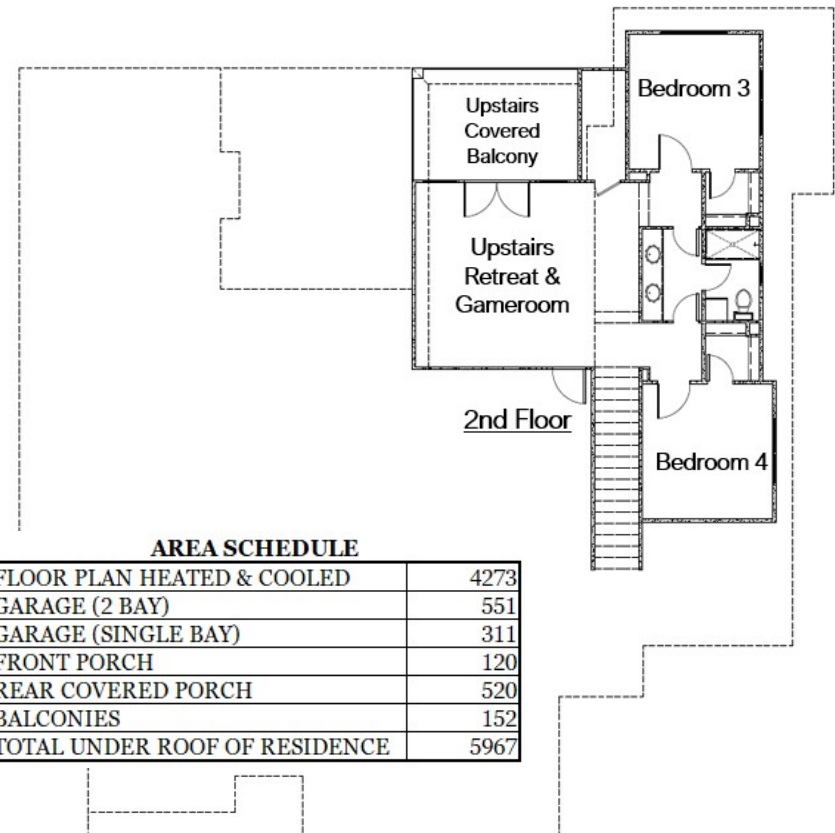 Bedroom 3
Upstairs
Covered
Balcony
Upstairs
Retreat &
Gameroom
2nd Floor
Bedroom 4
AREA SCHEDULE
FLOOR PLAN HEATED & COOLED 4273
GARAGE (2 BAY) 551
GARAGE (SINGLE BAY) 311
FRONT PORCH 120
REAR COVERED PORCH 520
BALCONIES 152
TOTAL UNDER ROOF OF RESIDENCE 5967